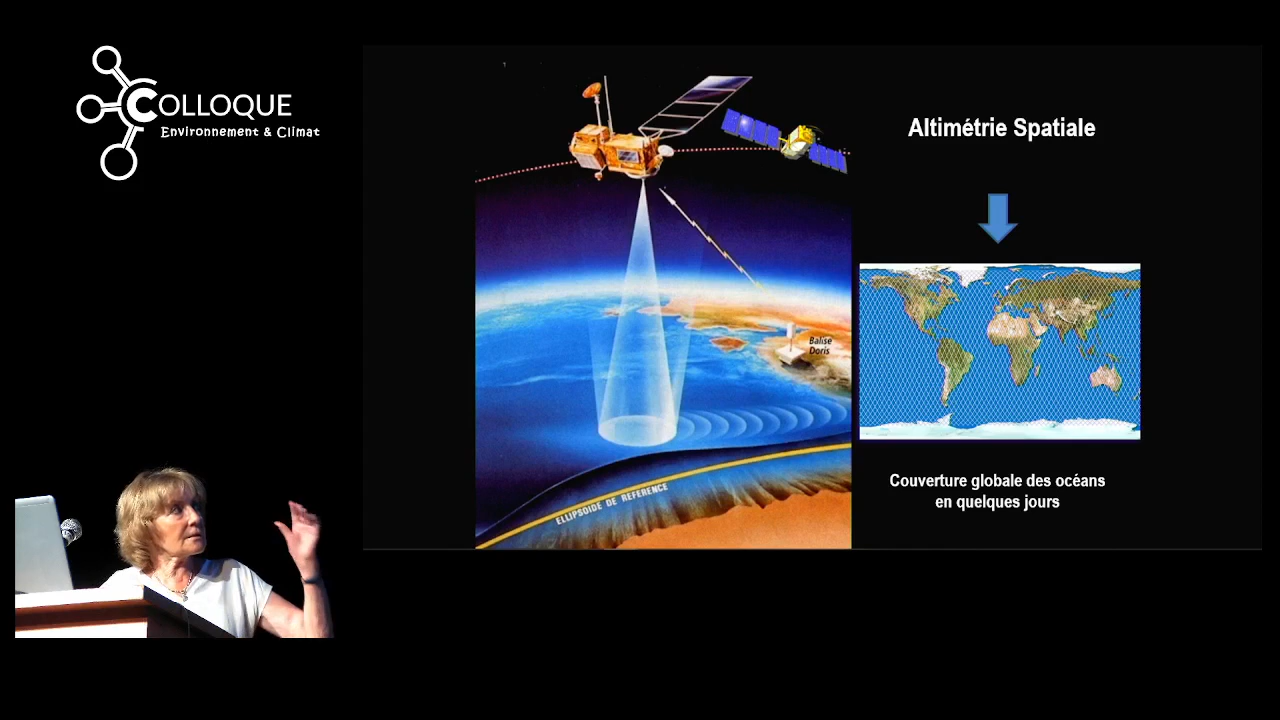 COLLOQUE
Environnement & Climat
Altimétrie Spatiale
Balise
Doris
ELLIPSOIDE DE REFERENCE
Couverture globale des océans
en quelques jours